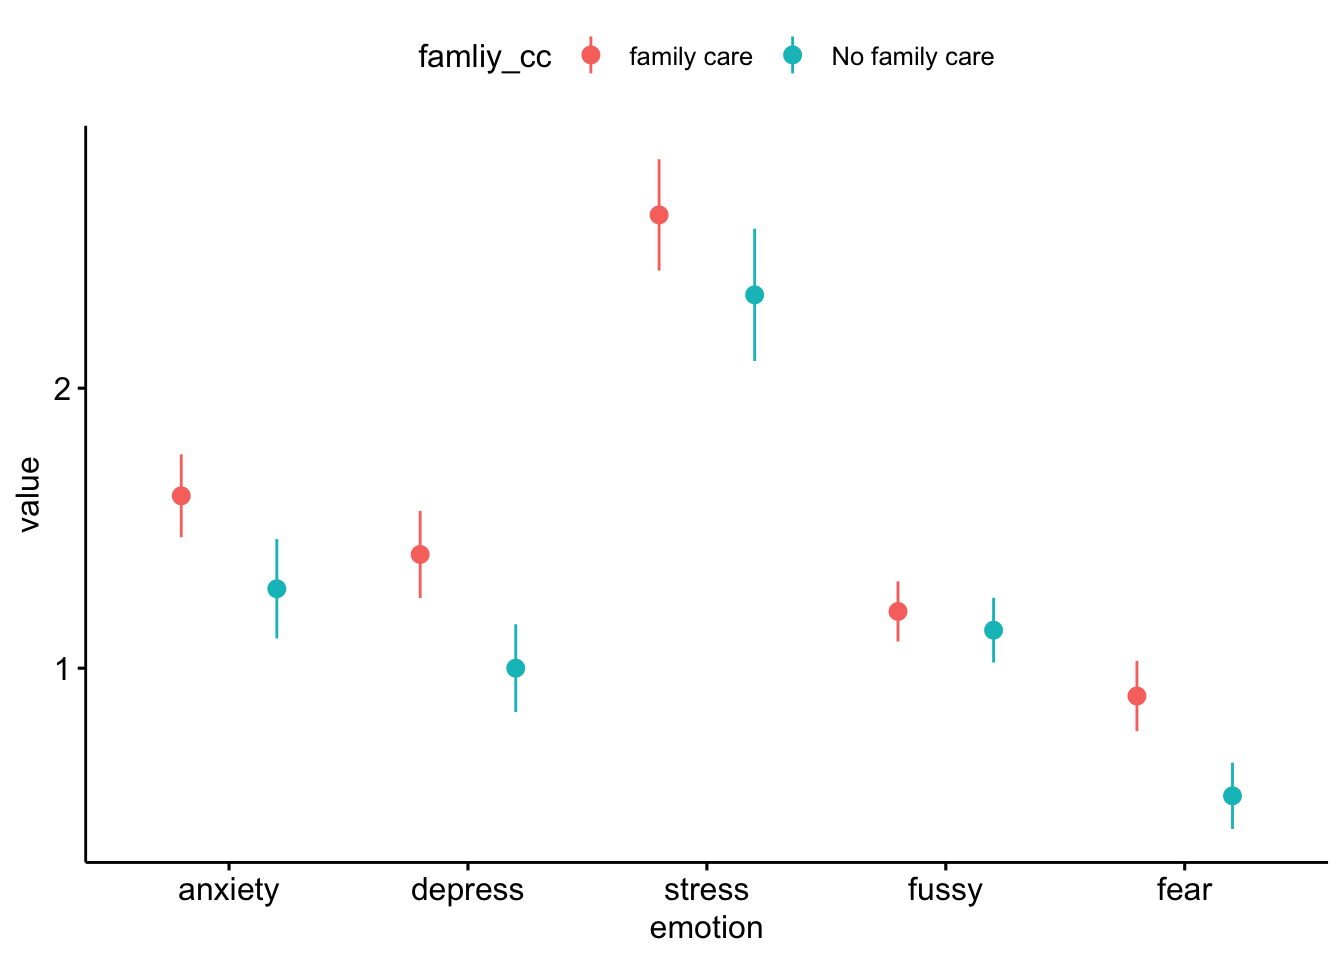 famliy_cc family care No family care
2
1
value
anxiety depress stress fussy fear
emotion